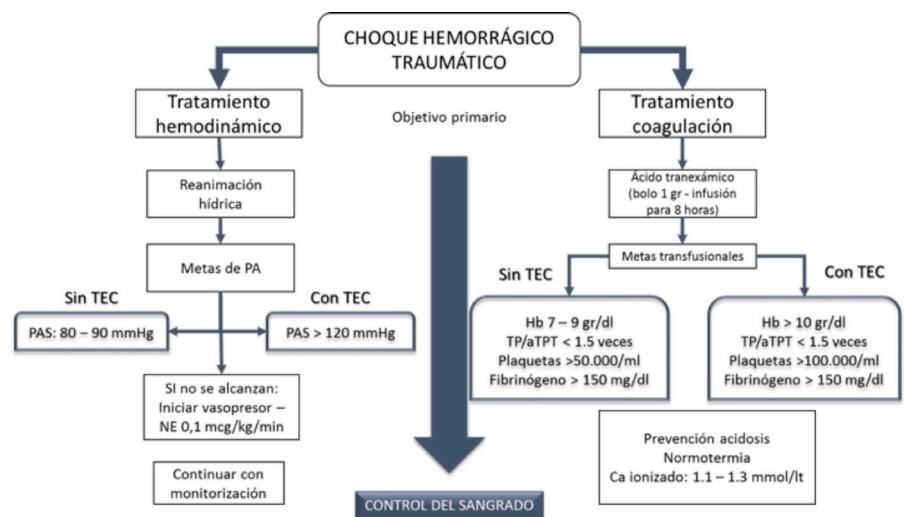 CHOQUE HEMORRÁGICO
TRAUMÁTICO
Tratamiento
hemodinámico
Objetivo primario
Tratamiento
coagulación
Reanimación
hídrica
Metas de PA
Sin TEC
Con TEC
PAS: 80 – 90 mmHg
PAS > 120 mmHg
SI no se alcanzan:
Iniciar vasopresor –
NE 0,1 mcg/kg/min
Continuar con
monitorización
CONTROL DEL SANGRADO
Ácido tranexámico
(bolo 1 gr - infusión
para 8 horas)
Metas transfusionales
Sin TEC
Con TEC
Hb 7 – 9 gr/dl
TP/aTPT < 1.5 veces
Plaquetas >50.000/ml
Fibrinógeno > 150 mg/dl
Hb > 10 gr/dl
TP/aTPT < 1.5 veces
Plaquetas >100.000/ml
Fibrinógeno > 150 mg/dl
Prevención acidosis
Normotermia
Ca ionizado: 1.1 – 1.3 mmol/lt